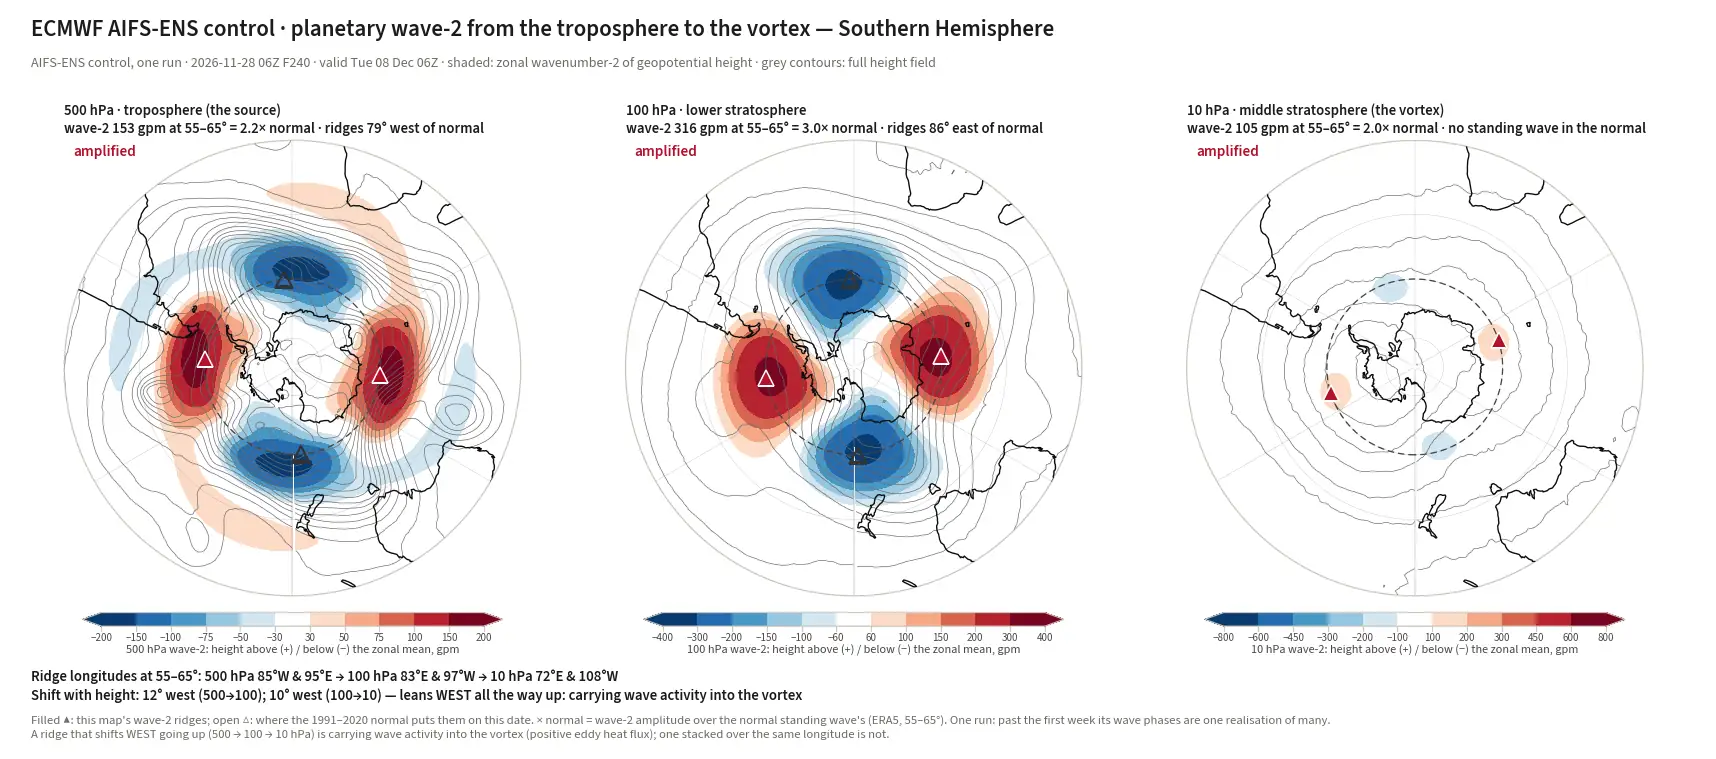 ECMWF AIFS-ENS control · planetary wave-2 from the troposphere to the vortex — Southern Hemisphere
AIFS-ENS control, one run · 2026-11-28 06Z F240 · valid Tue 08 Dec 06Z · shaded: zonal wavenumber-2 of geopotential height · grey contours: full height field
500 hPa · troposphere (the source)
wave-2 153 gpm at 55–65° = 2.2× normal · ridges 79° west of normal
amplified
100 hPa · lower stratosphere
wave-2 316 gpm at 55–65° = 3.0× normal · ridges 86° east of normal
amplified
10 hPa · middle stratosphere (the vortex)
wave-2 105 gpm at 55–65° = 2.0× normal · no standing wave in the normal
amplified
−200 −150 −100 −75 −50 −30 30 50 75 100 150 200
500 hPa wave-2: height above (+) / below (−) the zonal mean, gpm
−400 −300 −200 −150 −100 −60 60 100 150 200 300 400
100 hPa wave-2: height above (+) / below (−) the zonal mean, gpm
−800 −600 −450 −300 −200 −100 100 200 300 450 600 800
10 hPa wave-2: height above (+) / below (−) the zonal mean, gpm
Ridge longitudes at 55–65°: 500 hPa 85°W & 95°E → 100 hPa 83°E & 97°W → 10 hPa 72°E & 108°W
Shift with height: 12° west (500→100); 10° west (100→10) — leans WEST all the way up: carrying wave activity into the vortex
Filled ▲: this map's wave-2 ridges; open △: where the 1991–2020 normal puts them on this date. × normal = wave-2 amplitude over the normal standing wave's (ERA5, 55–65°). One run: past the first week its wave phases are one realisation of many.
A ridge that shifts WEST going up (500 → 100 → 10 hPa) is carrying wave activity into the vortex (positive eddy heat flux); one stacked over the same longitude is not.